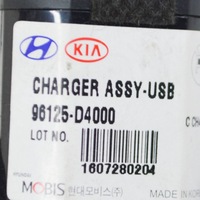 KIA
CHARGER ASSY-USB
96125-D4000
LOT NO.
C CHA
1607280204
MADE IN KOR
MOBIS 현대모비스(주)